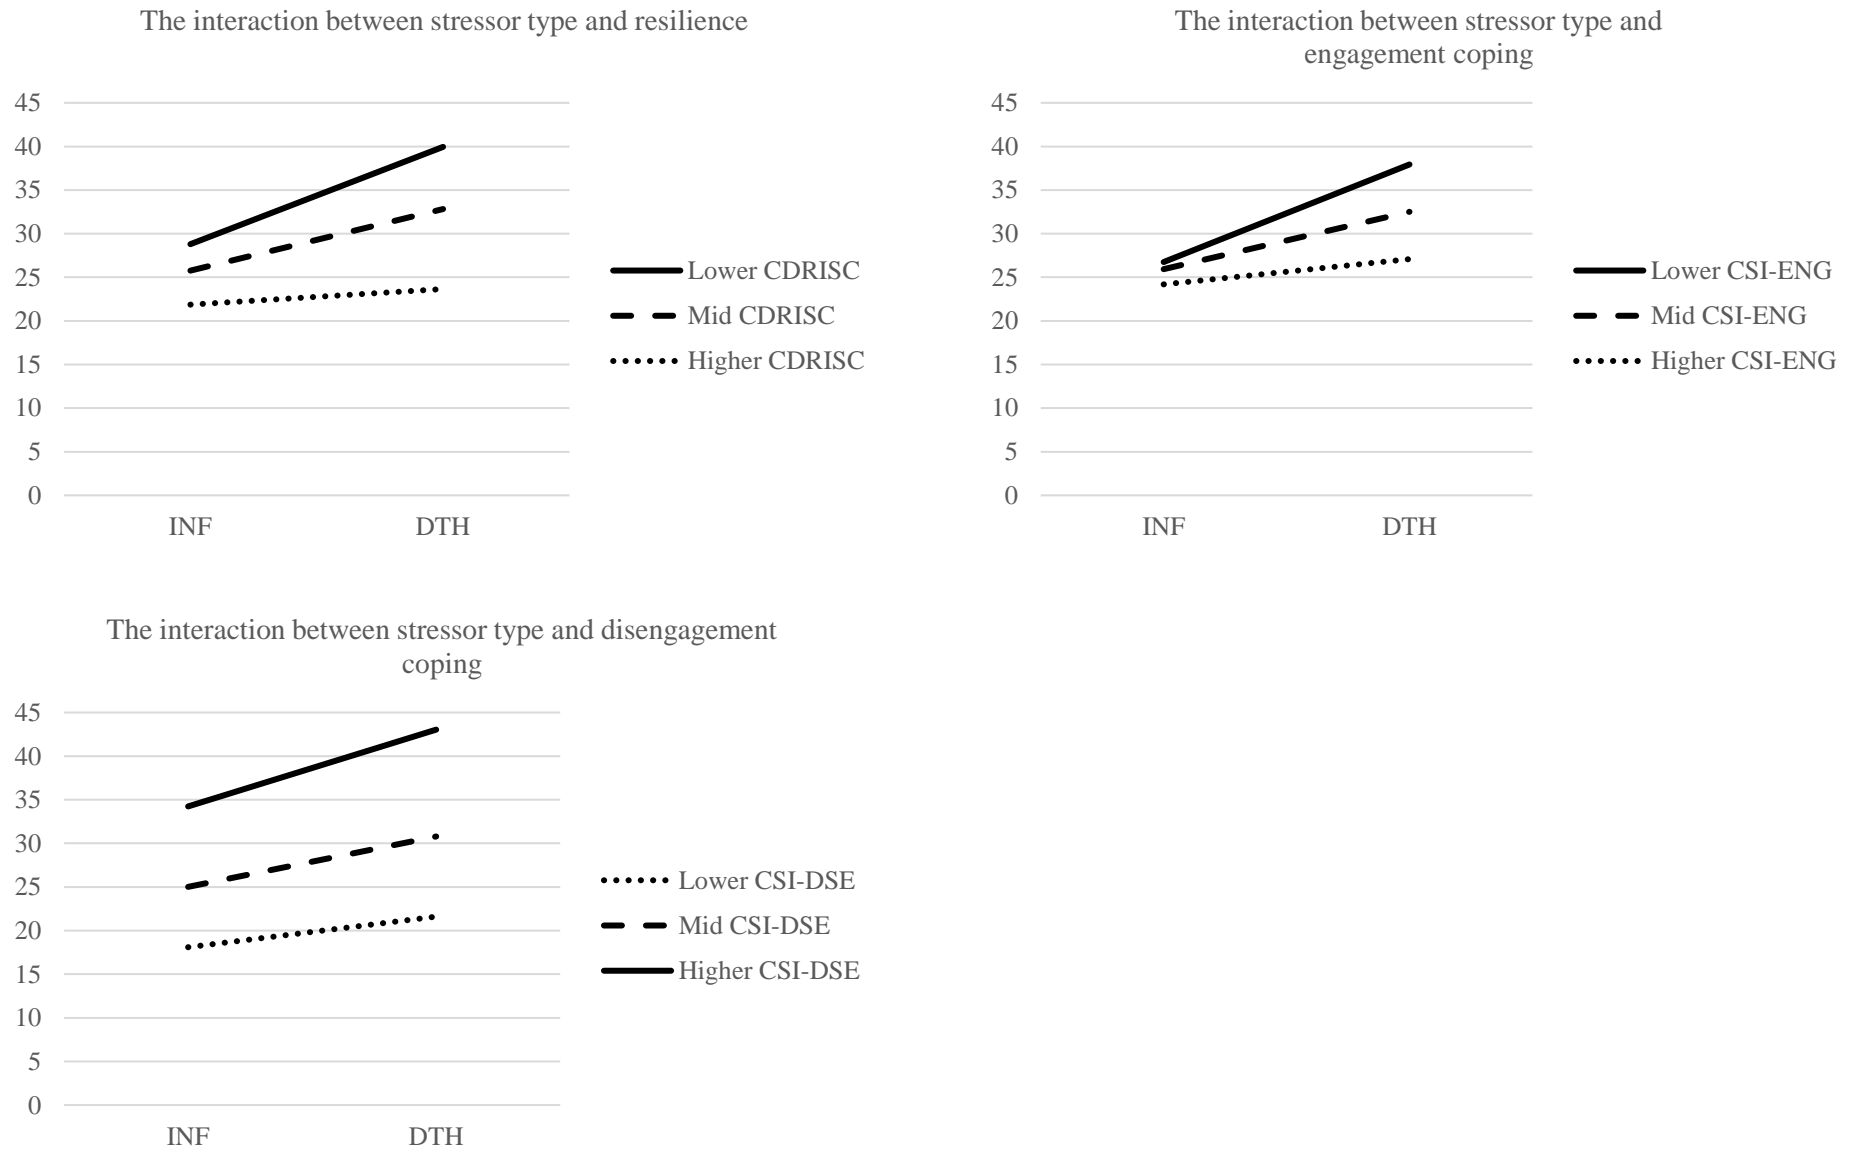 The interaction between stressor type and resilience
45
40
35
30
25
20
15
10
5
0
INF DTH
Lower CDRISC
Mid CDRISC
Higher CDRISC
The interaction between stressor type and
engagement coping
45
40
35
30
25
20
15
10
5
0
INF DTH
Lower CSI-ENG
Mid CSI-ENG
Higher CSI-ENG
The interaction between stressor type and disengagement
coping
45
40
35
30
25
20
15
10
5
0
INF DTH
Lower CSI-DSE
Mid CSI-DSE
Higher CSI-DSE